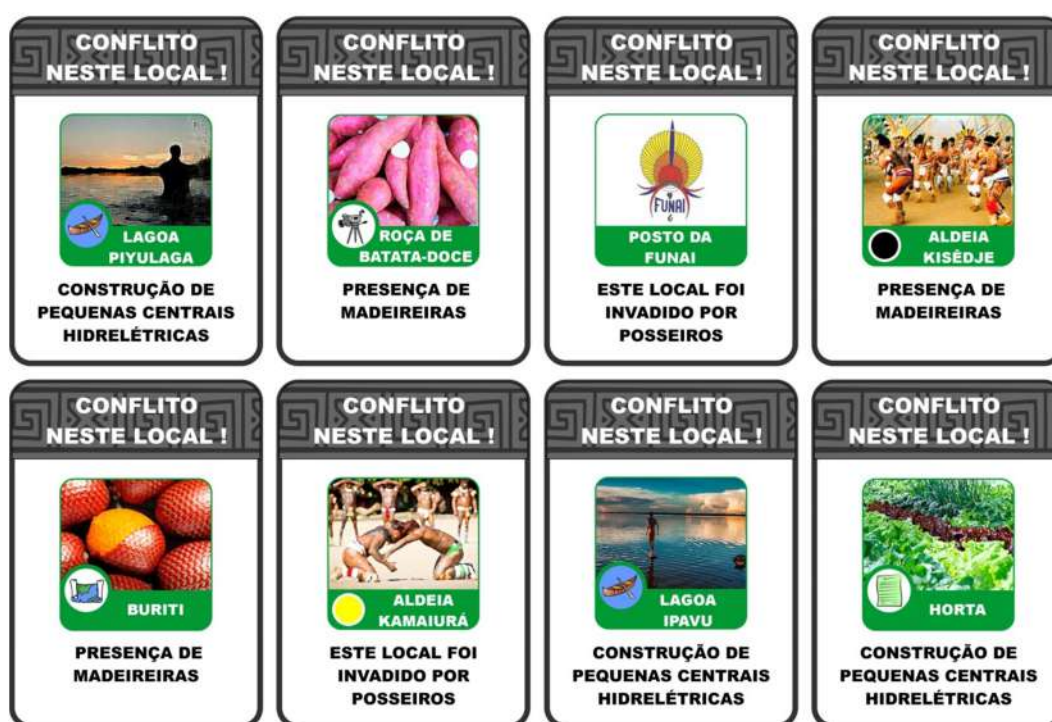 CONFLITO
NESTE LOCAL !
LAGOA
PIYULAGA
CONSTRUÇÃO DE
PEQUENAS CENTRAIS
HIDRELÉTRICAS
CONFLITO
NESTE LOCAL !
ROÇA DE
BATATA-DOCE
PRESENÇA DE
MADEIREIRAS
CONFLITO
NESTE LOCAL !
FUNAI
POSTO DA
FUNAI
ESTE LOCAL FOI
INVADIDO POR
POSSEIROS
CONFLITO
NESTE LOCAL !
ALDEIA
KISÊDJE
PRESENÇA DE
MADEIREIRAS
CONFLITO
NESTE LOCAL !
BURITI
PRESENÇA DE
MADEIREIRAS
CONFLITO
NESTE LOCAL !
ALDEIA
KAMAIURÁ
ESTE LOCAL FOI
INVADIDO POR
POSSEIROS
CONFLITO
NESTE LOCAL !
LAGOA
IPAVU
CONSTRUÇÃO DE
PEQUENAS CENTRAIS
HIDRELÉTRICAS
CONFLITO
NESTE LOCAL !
HORTA
CONSTRUÇÃO DE
PEQUENAS CENTRAIS
HIDRELÉTRICAS